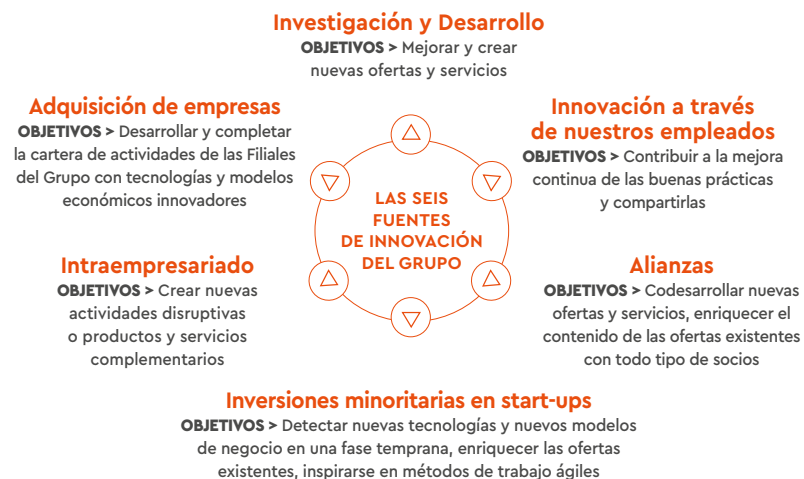 Investigación y Desarrollo
OBJETIVOS > Mejorar y crear
nuevas ofertas y servicios
Adquisición de empresas
OBJETIVOS > Desarrollar y completar
la cartera de actividades de las Filiales
del Grupo con tecnologías y modelos
económicos innovadores
Innovación a través
de nuestros empleados
OBJETIVOS > Contribuir a la mejora
continua de las buenas prácticas
y compartirlas
LAS SEIS
FUENTES
DE INNOVACIÓN
DEL GRUPO
Intraempresariado
OBJETIVOS > Crear nuevas
actividades disruptivas
o productos y servicios
complementarios
Alianzas
OBJETIVOS > Codesarrollar nuevas
ofertas y servicios, enriquecer el
contenido de las ofertas existentes
con todo tipo de socios
Inversiones minoritarias en start-ups
OBJETIVOS > Detectar nuevas tecnologías y nuevos modelos
de negocio en una fase temprana, enriquecer las ofertas
existentes, inspirarse en métodos de trabajo ágiles